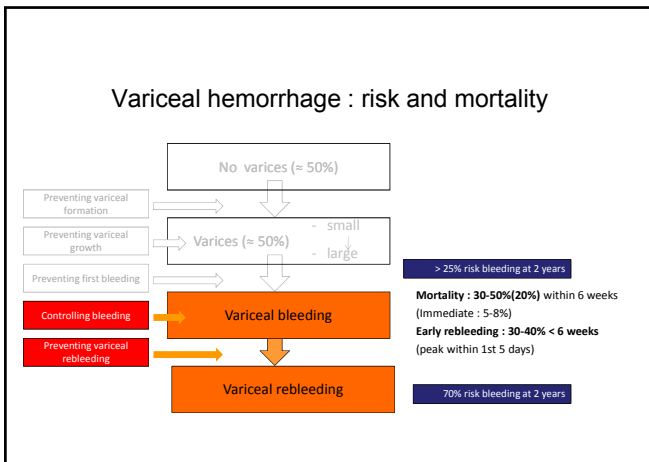 Variceal hemorrhage : risk and mortality
No varices (≈ 50%)
Preventing variceal
formation
Preventing variceal
growth
Varices (≈ 50%)
- small
- large
Preventing first bleeding
> 25% risk bleeding at 2 years
Controlling bleeding
Variceal bleeding
Mortality : 30-50%(20%) within 6 weeks
(Immediate : 5-8%)
Early rebleeding : 30-40% < 6 weeks
(peak within 1st 5 days)
Preventing variceal
rebleeding
Variceal rebleeding
70% risk bleeding at 2 years